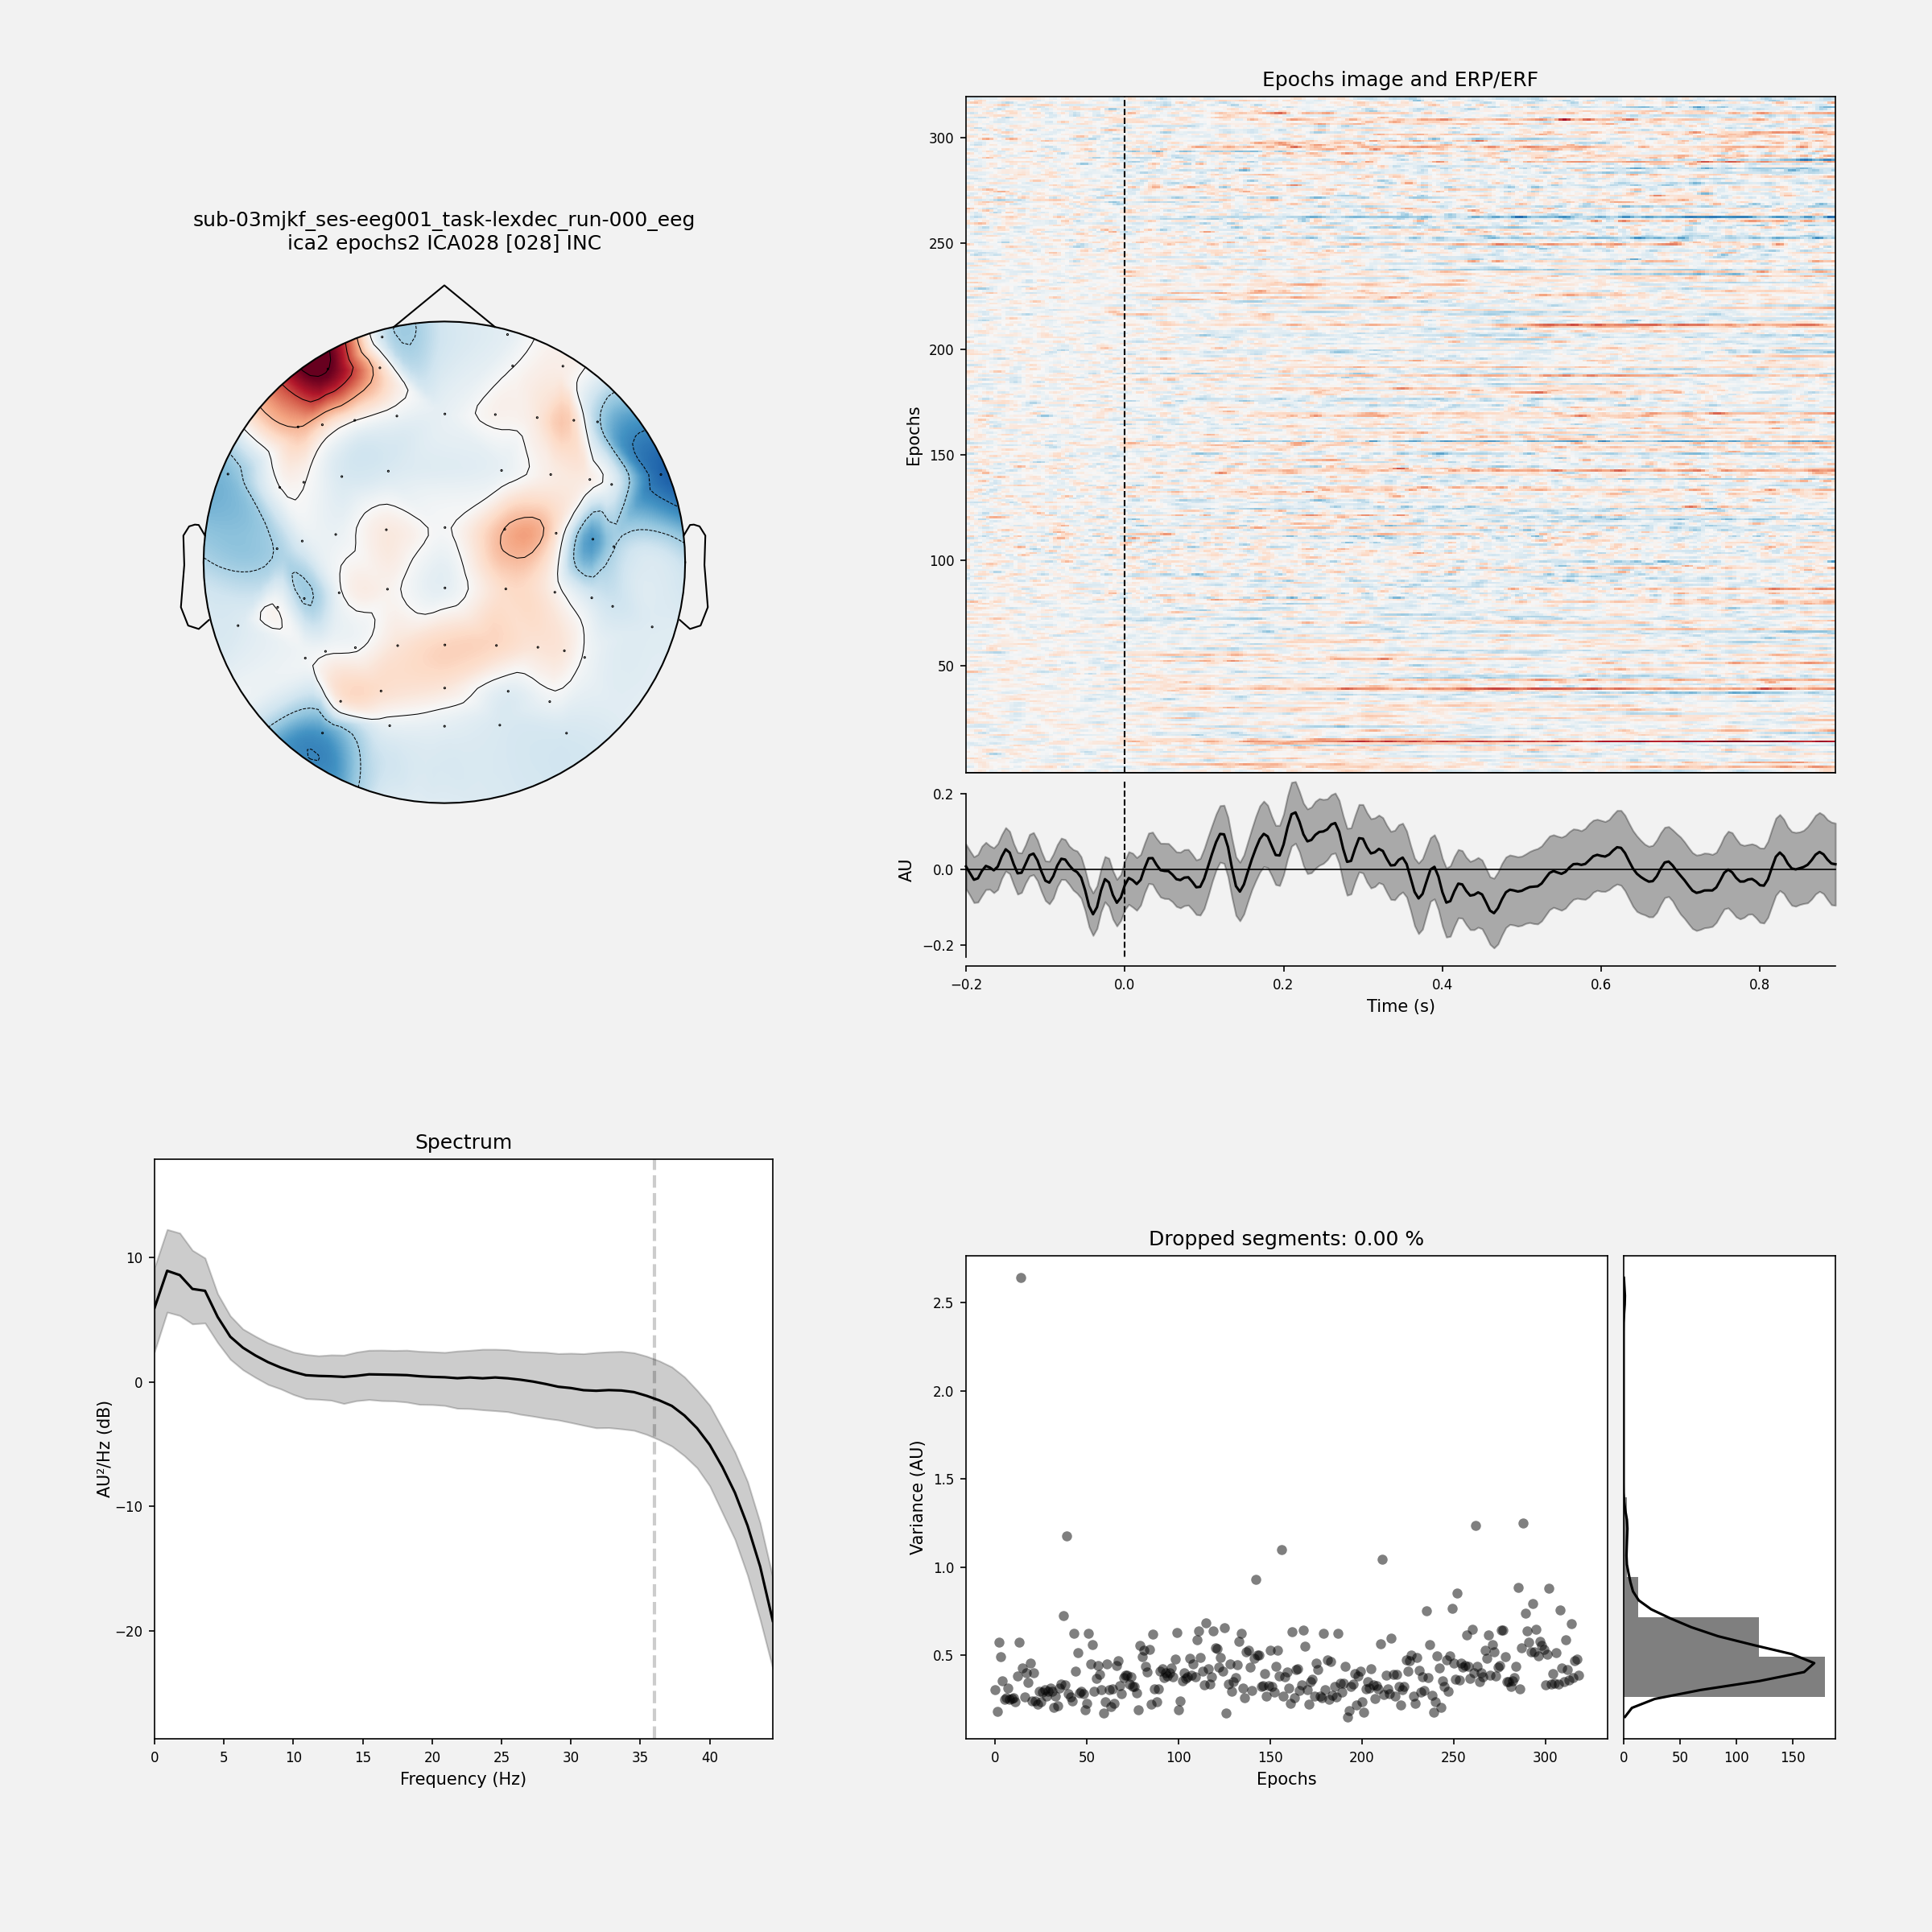 sub-03mjkf_ses-eeg001_task-lexdec_run-000_eeg
ica2 epochs2 ICA028 [028] INC
Epochs image and ERP/ERF
300
250
200
150
100
50
Epochs
0.2
0.0
−0.2
AU
−0.2 0.0 0.2 0.4 0.6 0.8
Time (s)
Spectrum
10
0
−10
−20
AU²/Hz (dB)
0 5 10 15 20 25 30 35 40
Frequency (Hz)
Dropped segments: 0.00 %
2.5
2.0
1.5
1.0
0.5
Variance (AU)
0 50 100 150 200 250 300
Epochs
0 50 100 150